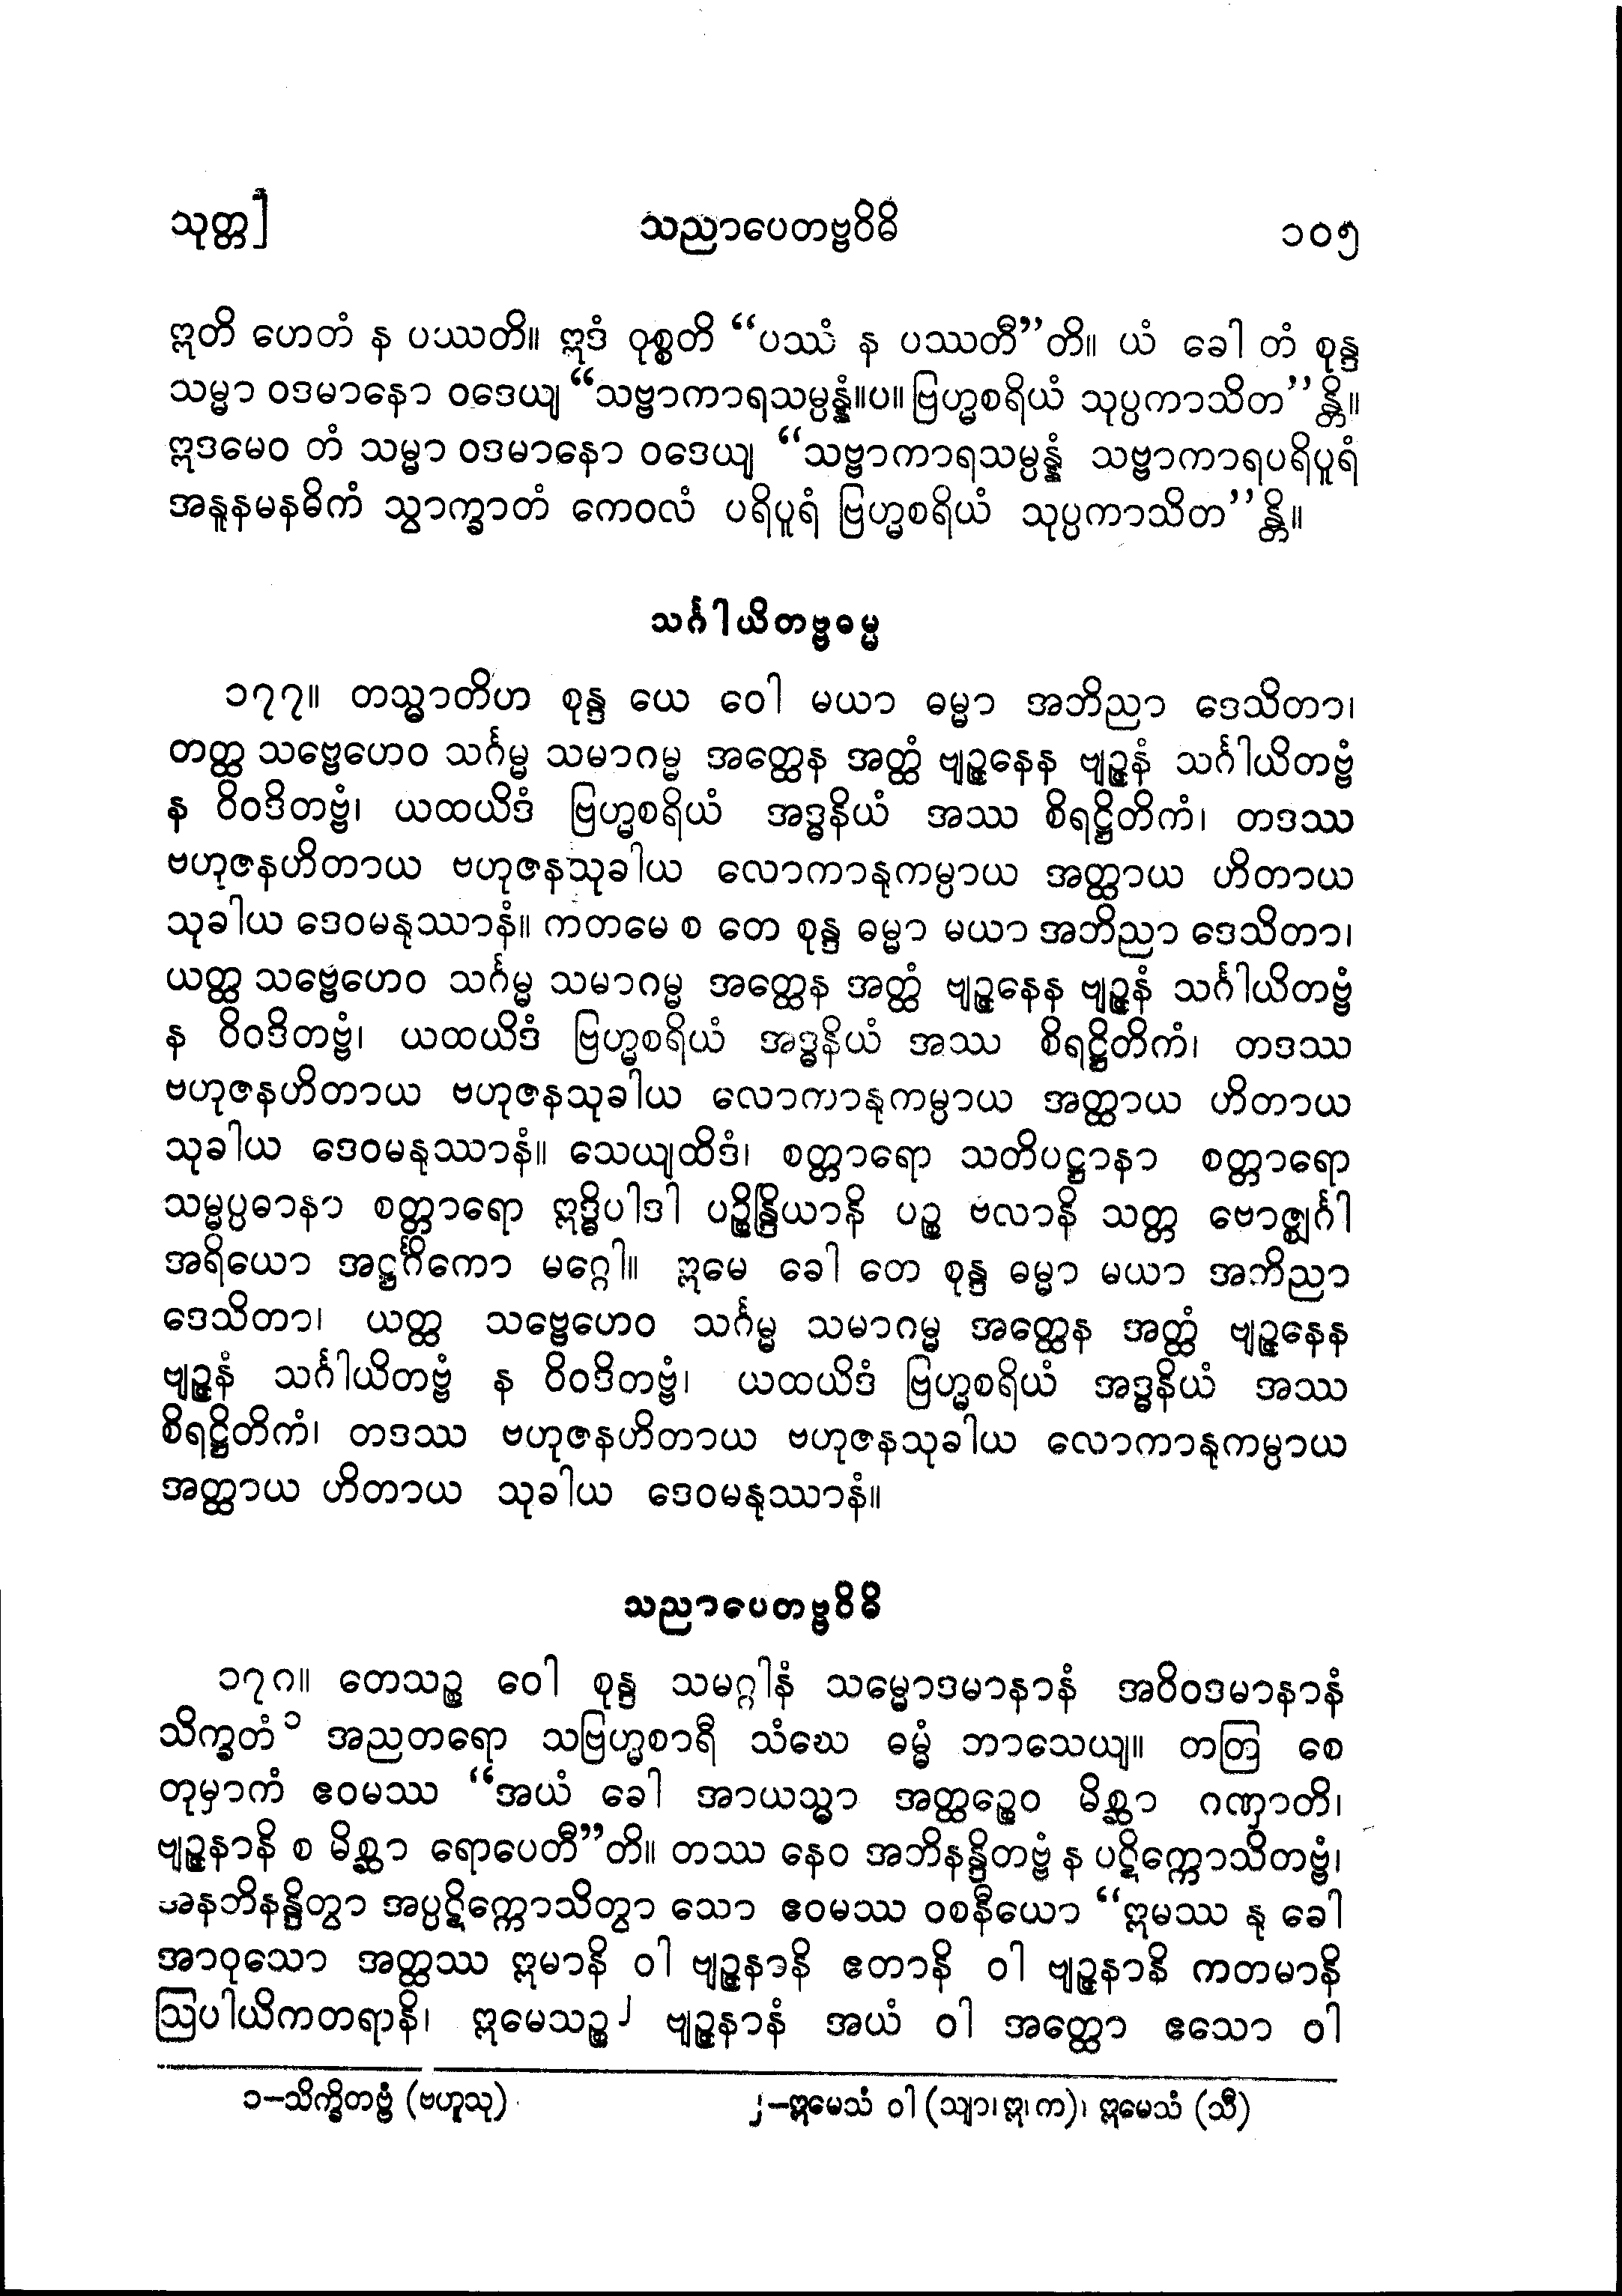 သုတ္တ]
သညာပေတဗ္ဗဝိဓိ
၁၀၅
ဣတိ ဟေတံ န ပဿတိ။ ဣဒံ ဝုစ္စတိ “ပဿံ န ပဿတီ”တိ။ ယံ ခေါ တံ စုန္ဒ
သမ္မာ ဝဒမာနော ဝဒေယျ “သဗ္ဗာကာရသမ္ပန္နံ။ပ။ ဗြဟ္မစရိယံ သုပ္ပကာသိတ”န္တိ။
ဣဒမေဝ တံ သမ္မာ ဝဒမာနော ဝဒေယျ “သဗ္ဗာကာရသမ္ပန္နံ သဗ္ဗာကာရပရိပူရံ
အနူနမနဓိကံ သွာက္ခာတံ ကေဝလံ ပရိပူရံ ဗြဟ္မစရိယံ သုပ္ပကာသိတ”န္တိ။
သင်္ဂါယိတဗ္ဗဓမ္မ
၁၇၇။ တသ္မာတိဟ စုန္ဒ ယေ ဝေါ မယာ ဓမ္မာ အဘိညာ ဒေသိတာ၊
တတ္ထ သဗ္ဗေဟေဝ သင်္ဂမ္မ သမာဂမ္မ အတ္ထေန အတ္ထံ ဗျဉ္ဇနေန ဗျဉ္ဇနံ သင်္ဂါယိတဗ္ဗံ
န ဝိဝဒိတဗ္ဗံ၊ ယထယိဒံ ဗြဟ္မစရိယံ အဒ္ဓနိယံ အဿ စိရဋ္ဌိတိကံ၊ တဒဿ
ဗဟုဇနဟိတာယ ဗဟုဇနသုခါယ လောကာနုကမ္ပာယ အတ္ထာယ ဟိတာယ
သုခါယ ဒေဝမနုဿာနံ။ ကတမေ စ တေ စုန္ဒ ဓမ္မာ မယာ အဘိညာ ဒေသိတာ၊
ယတ္ထ သဗ္ဗေဟေဝ သင်္ဂမ္မ သမာဂမ္မ အတ္ထေန အတ္ထံ ဗျဉ္ဇနေန ဗျဉ္ဇနံ သင်္ဂါယိတဗ္ဗံ
န ဝိဝဒိတဗ္ဗံ၊ ယထယိဒံ ဗြဟ္မစရိယံ အဒ္ဓနိယံ အဿ စိရဋ္ဌိတိကံ၊ တဒဿ
ဗဟုဇနဟိတာယ ဗဟုဇနသုခါယ လောကာနုကမ္ပာယ အတ္ထာယ ဟိတာယ
သုခါယ ဒေဝမနုဿာနံ။ သေယျထိဒံ၊ စတ္တာရော သတိပဋ္ဌာနာ စတ္တာရော
သမ္မပ္ပဓာနာ စတ္တာရော ဣဒ္ဓိပါဒါ ပဉ္စိန္ဒြိယာနိ ပဉ္စ ဗလာနိ သတ္တ ဗောဇ္ဈင်္ဂါ
အရိယော အဋ္ဌင်္ဂိကော မဂ္ဂေါ။ ဣမေ ခေါ တေ စုန္ဒ ဓမ္မာ မယာ အဘိညာ
ဒေသိတာ၊ ယတ္ထ သဗ္ဗေဟေဝ သင်္ဂမ္မ သမာဂမ္မ အတ္ထေန အတ္ထံ ဗျဉ္ဇနေန
ဗျဉ္ဇနံ သင်္ဂါယိတဗ္ဗံ န ဝိဝဒိတဗ္ဗံ၊ ယထယိဒံ ဗြဟ္မစရိယံ အဒ္ဓနိယံ အဿ
စိရဋ္ဌိတိကံ၊ တဒဿ ဗဟုဇနဟိတာယ ဗဟုဇနသုခါယ လောကာနုကမ္ပာယ
အတ္ထာယ ဟိတာယ သုခါယ ဒေဝမနုဿာနံ။
သညာပေတဗ္ဗဝိဓိ
၁၇ဂ။ တေသဉ္စ ဝေါ စုန္ဒ သမဂ္ဂါနံ သမ္မောဒမာနာနံ အဝိဝဒမာနာနံ
သိက္ခတံ၁ အညတရော သဗြဟ္မစာရီ သံဃေ ဓမ္မံ ဘာသေယျ။ တတြ စေ
တုမှာကံ ဧဝမဿ “အယံ ခေါ အာယသ္မာ အတ္ထဉ္စေဝ မိစ္ဆာ ဂဏှာတိ၊
ဗျဉ္ဇနာနိ စ မိစ္ဆာ ရောပေတီ”တိ။ တဿ နေဝ အဘိနန္ဒိတဗ္ဗံ န ပဋိက္ကောသိတဗ္ဗံ၊
အနဘိနန္ဒိတွာ အပ္ပဋိက္ကောသိတွာ သော ဧဝမဿ ဝစနီယော “ဣမဿ နု ခေါ
အာဝုသော အတ္ထဿ ဣမာနိ ဝါ ဗျဉ္ဇနာနိ ဧတာနိ ဝါ ဗျဉ္ဇနာနိ ကတမာနိ
ဩပါယိကတရာနိ၊ ဣမေသဉ္စ၂ ဗျဉ္ဇနာနံ အယံ ဝါ အတ္ထော ဧသော ဝါ
၁–သိက္ခိတဗ္ဗံ (ဗဟူသု)
၂–ဣမေသံ ဝါ (သျာ၊ဣ၊က)၊ ဣမေသံ (သီ)